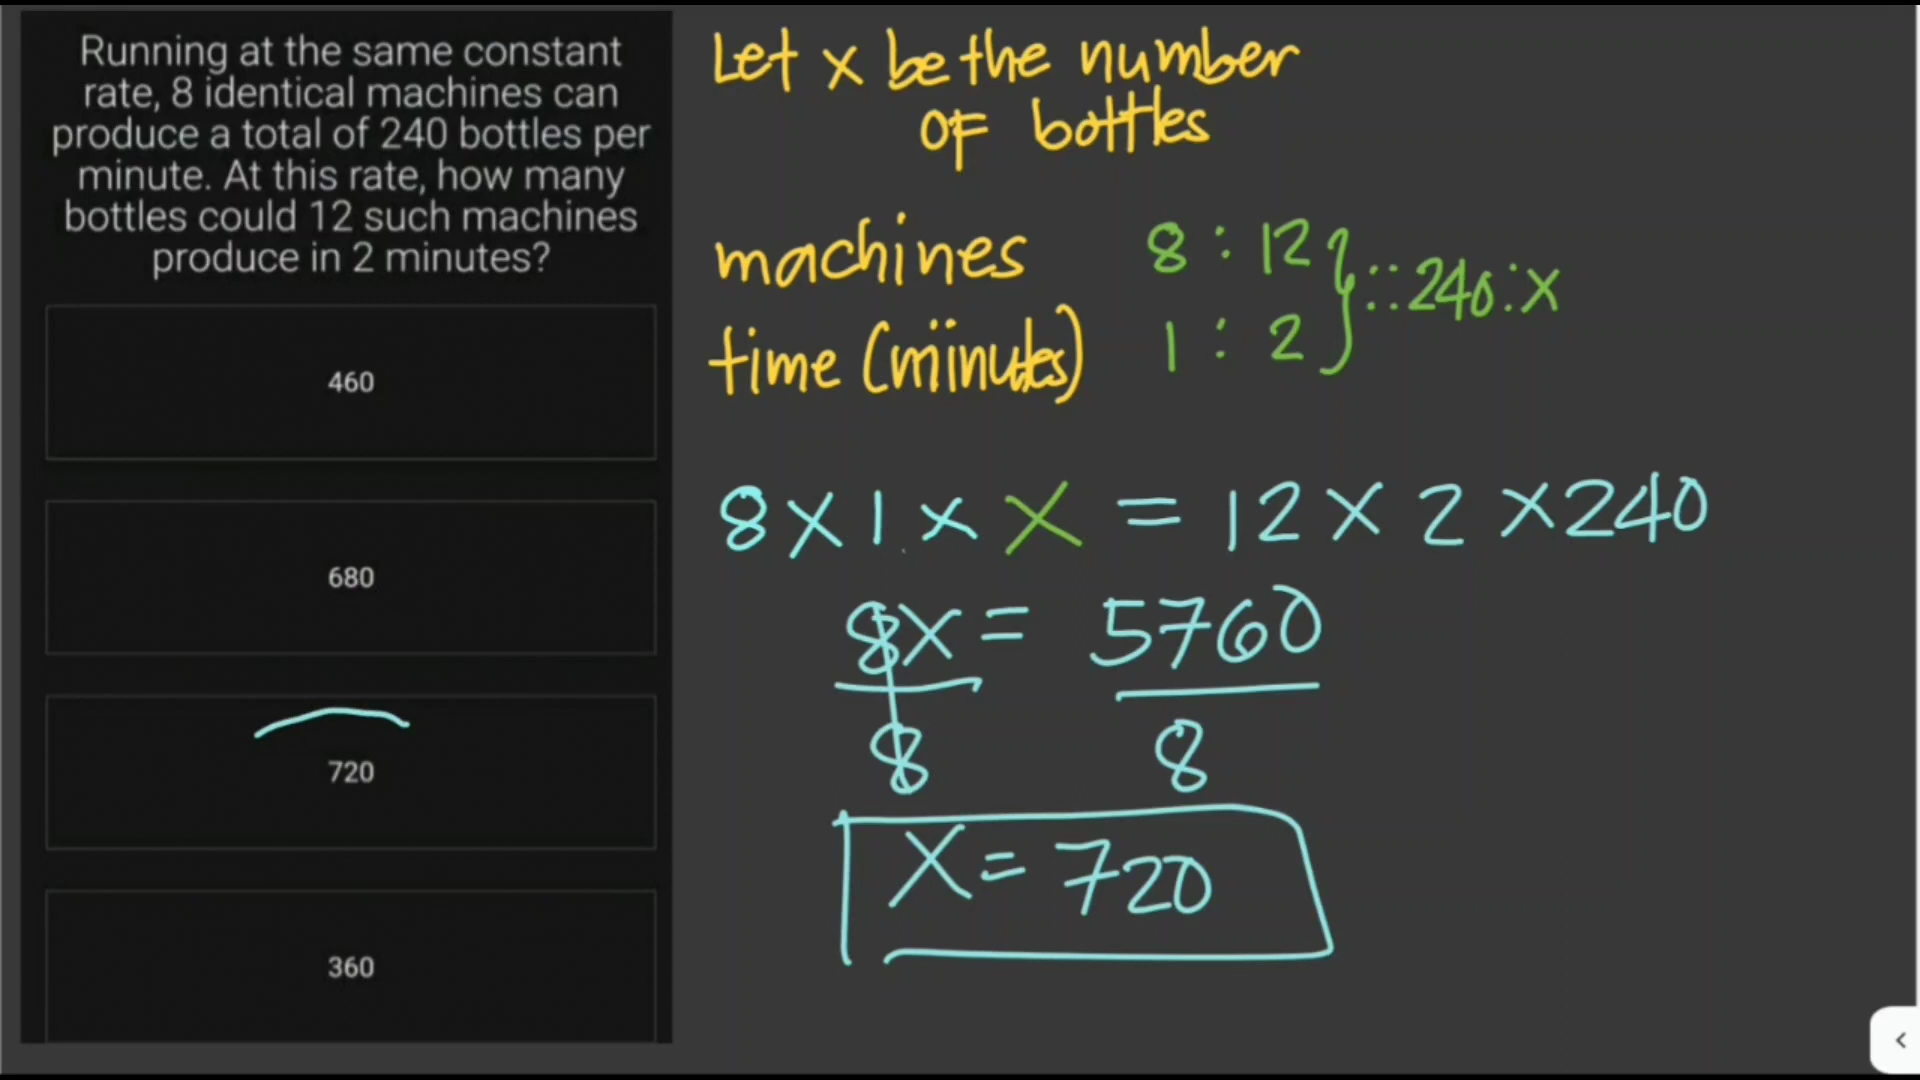 Running at the same constant
rate, 8 identical machines can
produce a total of 240 bottles per
minute. At this rate, how many
bottles could 12 such machines
produce in 2 minutes?
460
680
720
360
Let x be the number
of bottles
machines 8 : 12 } :: 240 : x
time (minutes) 1 : 2
8 x 1 x X = 12 x 2 x 240
8x = 5760
8 8
X = 720